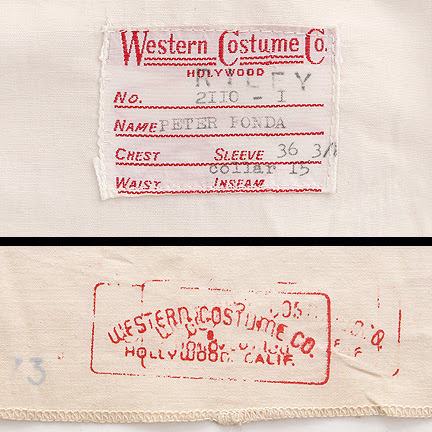 Western Costume Co.
HOLYWOOD
No. 2110 - I
NAME PETER FONDA
CHEST SLEEVE 36 3/
collar 15
WAIST INSEAM
WESTERN COSTUME CO.
HOLLYWOOD, CALIF.
3